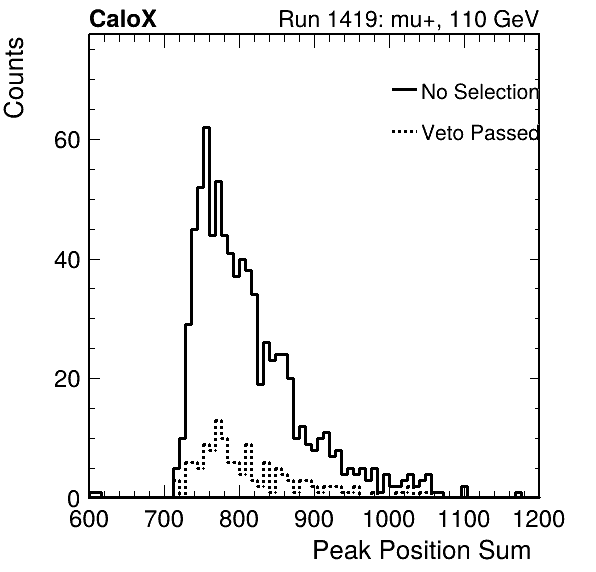 CaloX Run 1419: mu+, 110 GeV
Counts
No Selection
Veto Passed
60
40
20
0
600 700 800 900 1000 1100 1200
Peak Position Sum